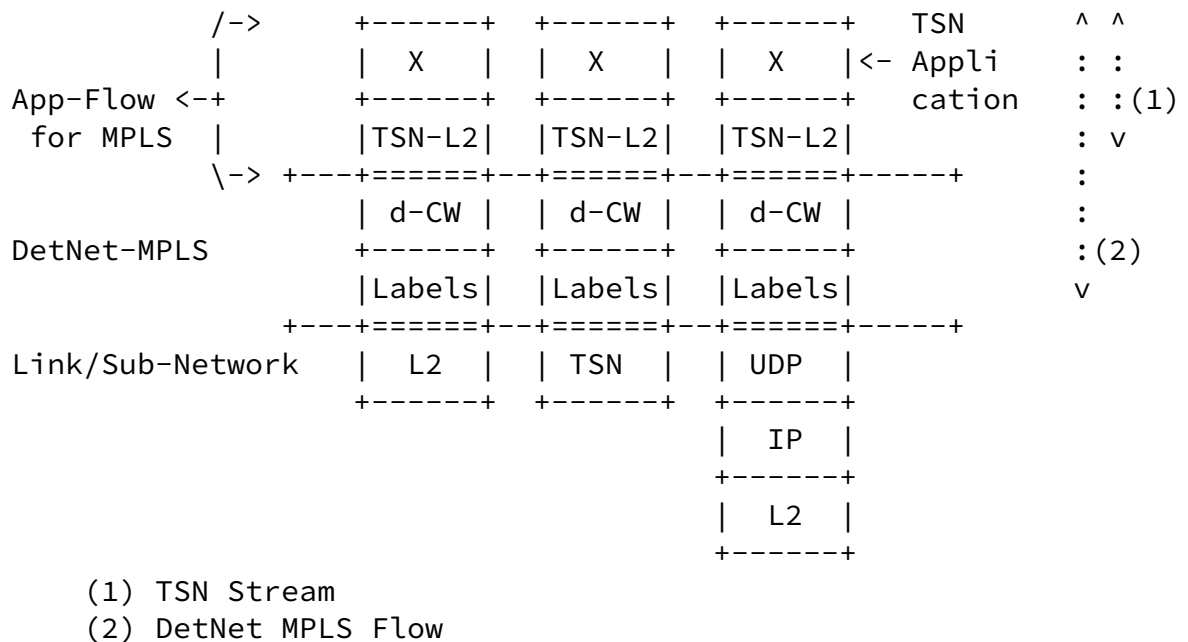 /->     +------+  +------+  +------+   TSN       ^ ^
              |       |  X   |  |  X   |  |  X   |<- Appli     : :
App-Flow <-+       +------+  +------+  +------+   cation    : :(1)
 for MPLS  |       |TSN-L2|  |TSN-L2|  |TSN-L2|             : v
           \-> +---+======+--+======+--+======+-----+       :
                   | d-CW |  | d-CW |  | d-CW |             :
DetNet-MPLS        +------+  +------+  +------+             :(2)
                   |Labels|  |Labels|  |Labels|             v
               +---+======+--+======+--+======+-----+
Link/Sub-Network   |  L2  |  | TSN  |  | UDP  |
                   +------+  +------+  +------+
                                       |  IP  |
                                       +------+
                                       |  L2  |
                                       +------+
    (1) TSN Stream
    (2) DetNet MPLS Flow